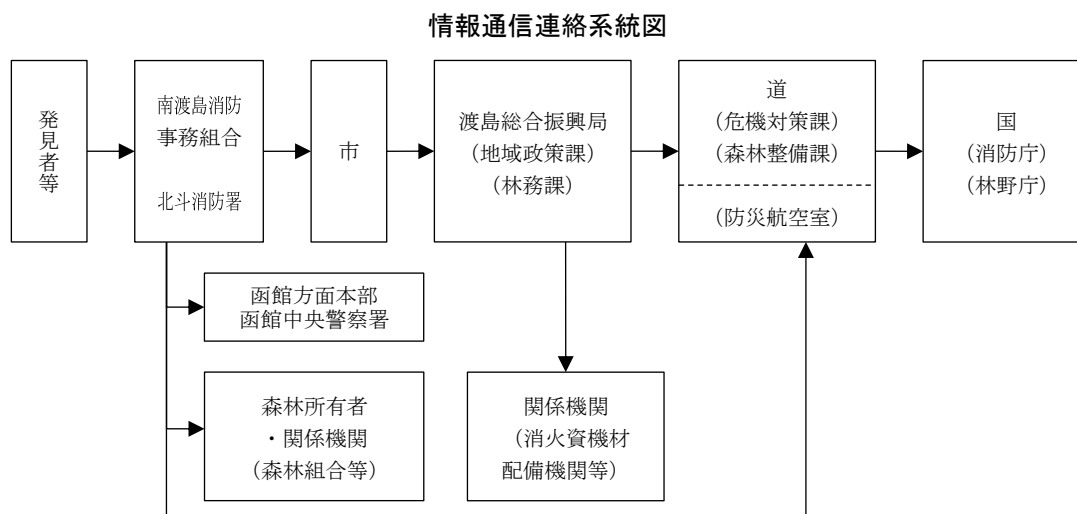 情報通信連絡系統図
発見者等
南渡島消防
事務組合
北斗消防署
市
渡島総合振興局
（地域政策課）
（林務課）
道
（危機対策課）
（森林整備課）
（防災航空室）
国
（消防庁）
（林野庁）
函館方面本部
函館中央警察署
森林所有者
・関係機関
（森林組合等）
関係機関
（消火資機材
配備機関等）